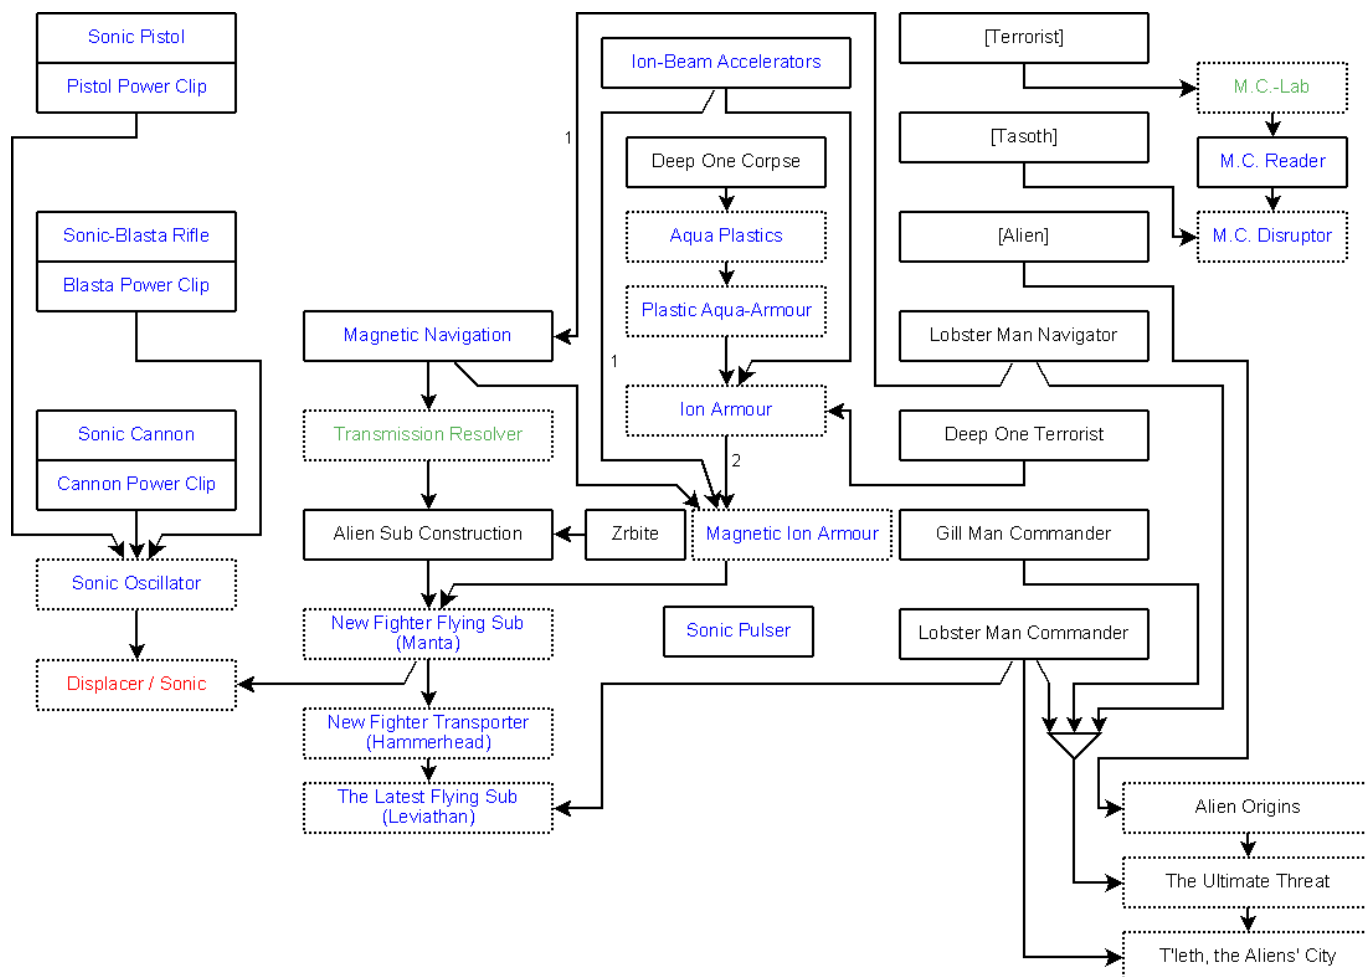 Sonic Pistol
Pistol Power Clip
Sonic-Blasta Rifle
Blasta Power Clip
Sonic Cannon
Cannon Power Clip
Sonic Oscillator
Displacer / Sonic
Magnetic Navigation
Transmission Resolver
Alien Sub Construction
Zrbite
New Fighter Flying Sub
(Manta)
New Fighter Transporter
(Hammerhead)
The Latest Flying Sub
(Leviathan)
1
Ion-Beam Accelerators
Deep One Corpse
Aqua Plastics
Plastic Aqua-Armour
1
Ion Armour
2
Magnetic Ion Armour
Sonic Pulser
[Terrorist]
[Tasoth]
[Alien]
Lobster Man Navigator
Deep One Terrorist
Gill Man Commander
Lobster Man Commander
M.C.-Lab
M.C. Reader
M.C. Disruptor
Alien Origins
The Ultimate Threat
T'leth, the Aliens' City